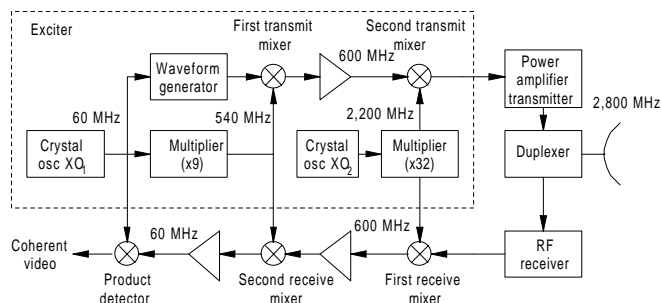 Exciter
First transmit
mixer
Second transmit
mixer
600 MHz
Waveform
generator
Power
amplifier
transmitter
60 MHz
540 MHz
2,200 MHz
2,800 MHz
Crystal
osc XO1
Multiplier
(x9)
Crystal
osc XO2
Multiplier
(x32)
Duplexer
60 MHz
600 MHz
Coherent
video
RF
receiver
Product
detector
Second receive
mixer
First receive
mixer